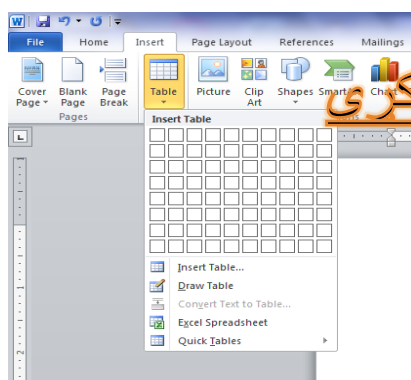 File Home Insert Page Layout References Mailings
Cover Page Blank Page Page Break Table Picture Clip Art Shapes Chart
Pages
Insert Table
Insert Table...
Draw Table
Convert Text to Table...
Excel Spreadsheet
Quick Tables